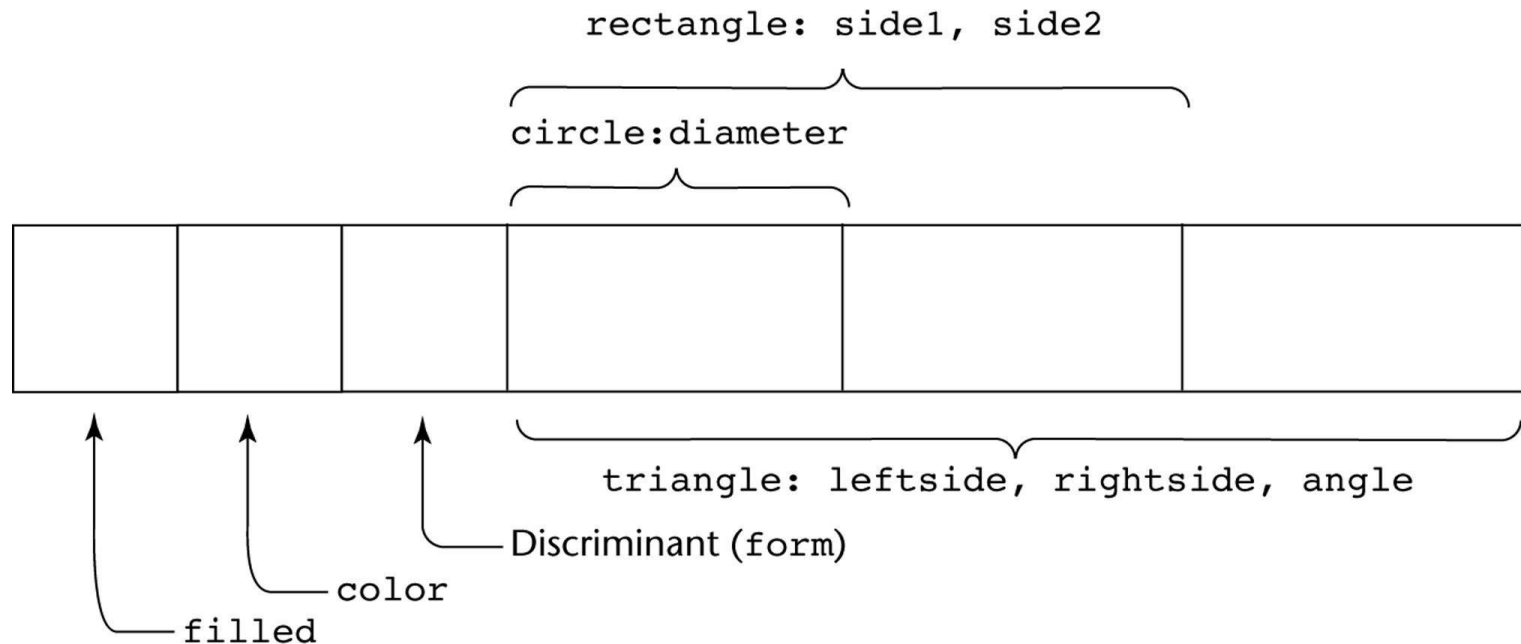 rectangle: side1, side2
circle:diameter
triangle: leftside, rightside, angle
Discriminant (form)
color
filled